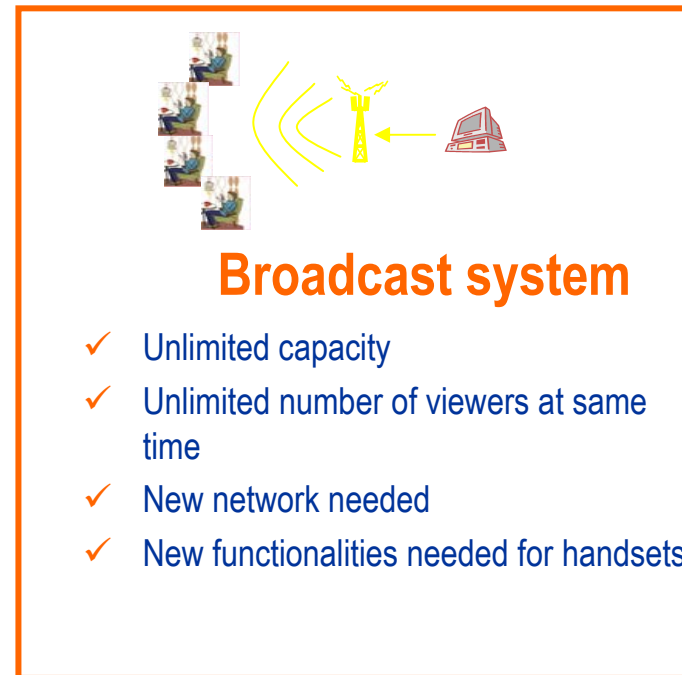 Broadcast system
✓ Unlimited capacity
✓ Unlimited number of viewers at same
time
✓ New network needed
✓ New functionalities needed for handsets